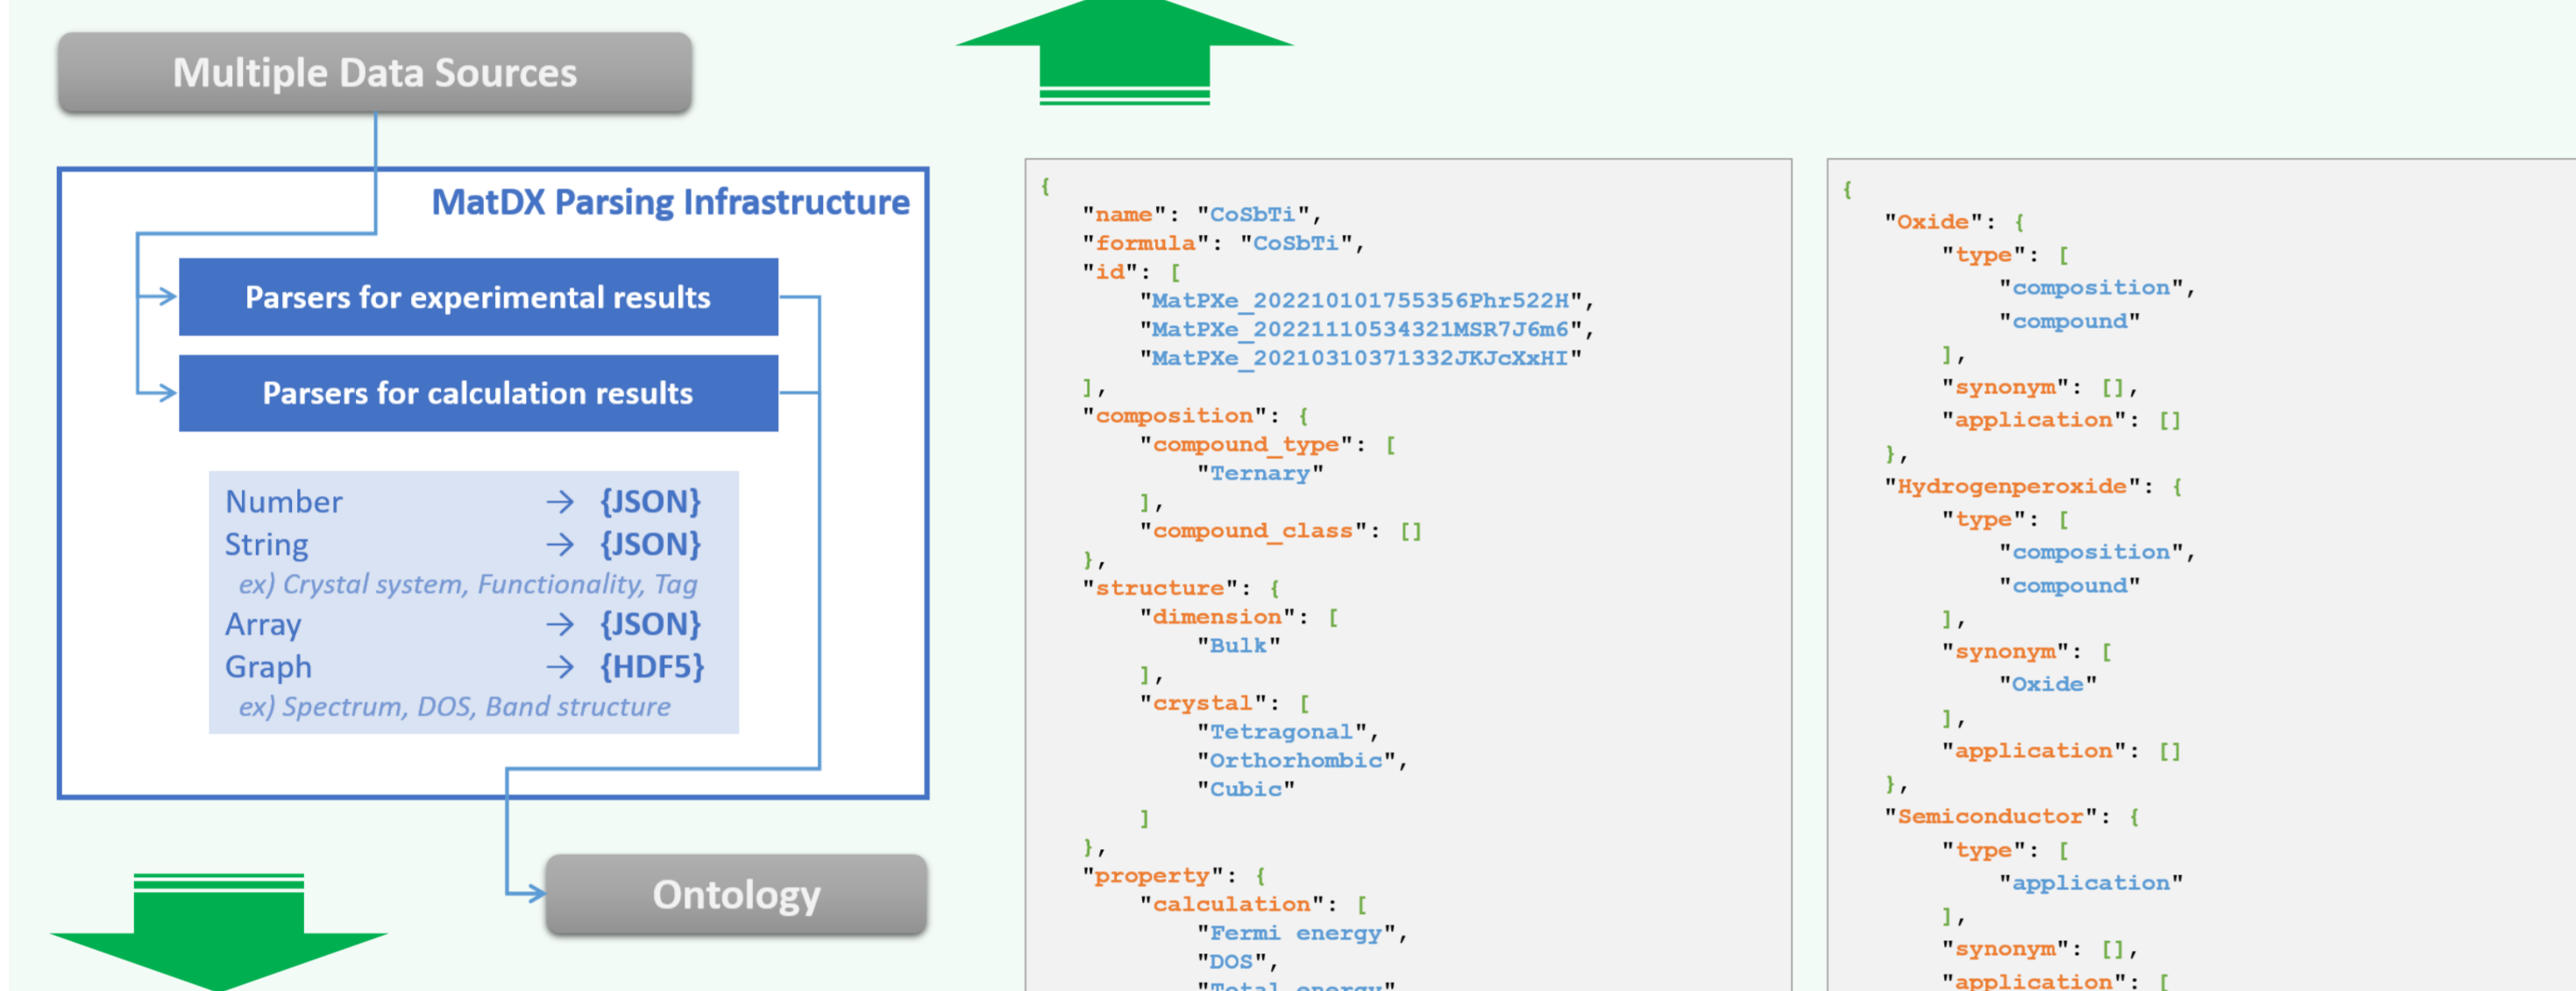 Multiple Data Sources
MatDX Parsing Infrastructure
Parsers for experimental results
Parsers for calculation results
Number → {JSON}
String → {JSON}
ex) Crystal system, Functionality, Tag
Array → {JSON}
Graph → {HDF5}
ex) Spectrum, DOS, Band structure
Ontology
{
"name": "CoSbTi",
"formula": "CoSbTi",
"id": [
"MatPXe_202210101755356Phr522H",
"MatPXe_20221110534321MSR7J6m6",
"MatPXe_20210310371332JKJcXxHI"
],
"composition": {
"compound_type": [
"Ternary"
],
"compound_class": []
},
"structure": {
"dimension": [
"Bulk"
],
"crystal": [
"Tetragonal",
"Orthorhombic",
"Cubic"
]
},
"property": {
"calculation": [
"Fermi energy",
"DOS",
"Total energy"
{
"Oxide": {
"type": [
"composition",
"compound"
],
"synonym": [],
"application": []
},
"Hydrogenperoxide": {
"type": [
"composition",
"compound"
],
"synonym": [
"Oxide"
],
"application": []
},
"Semiconductor": {
"type": [
"application"
],
"synonym": [],
"application": [